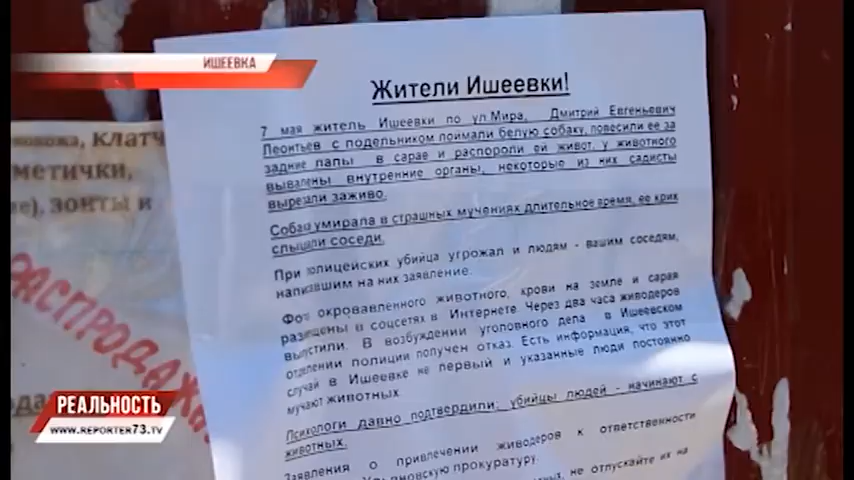 ИШЕЕВКА
Жители Ишеевки!
7 мая житель Ишеевки по ул.Мира, Дмитрий Евгеньевич
Леонтьев с подельником поймали белую собаку, повесили ее за
задние лапы в сарае и распороли ей живот, у животного
вывалены внутренние органы, некоторые из них садисты
вырезали заживо.
Собака умирала в страшных мучениях длительное время, ее крик
слышали соседи.
При полицейских убийца угрожал и людям - вашим соседям,
написавшим на них заявление.
Фото окровавленного животного, крови на земле и сарая
размещены в соцсетях в Интернете. Через два часа живодеров
выпустили. В возбуждении уголовного дела в Ишеевском
отделении полиции получен отказ. Есть информация, что этот
случай в Ишеевке не первый и указанные люди постоянно
мучают животных.
Психологи давно подтвердили: убийцы людей - начинают с
животных.
Заявления о привлечении живодеров к ответственности
прокуратуру.
не отпускайте их на
клатч
метички,
зонты и
РАСПРОДАЖА
РЕАЛЬНОСТЬ
WWW.REPORTER73.TV